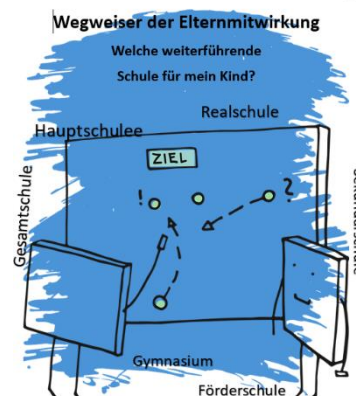 Wegweiser der Elternmitwirkung
Welche weiterführende
Schule für mein Kind?
Realschule
Hauptschulee
ZIEL
! ?
Gesamtschule
Gymnasium
Förderschule